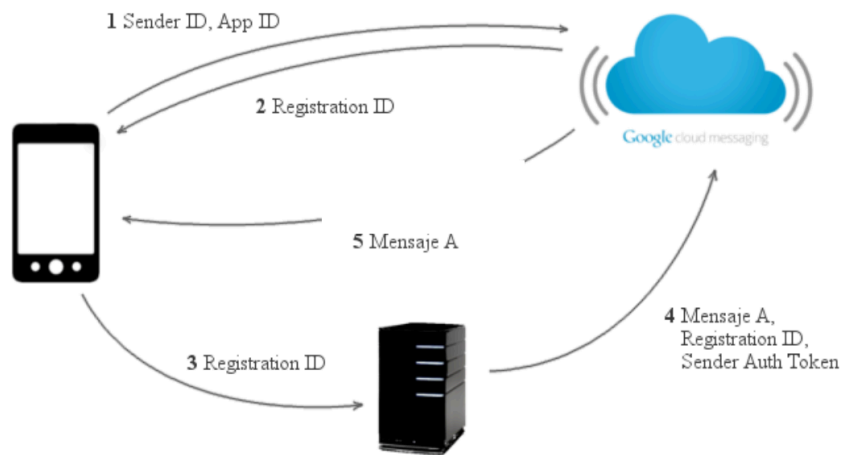 1 Sender ID, App ID
2 Registration ID
Google cloud messaging
5 Mensaje A
3 Registration ID
4 Mensaje A,
Registration ID,
Sender Auth Token